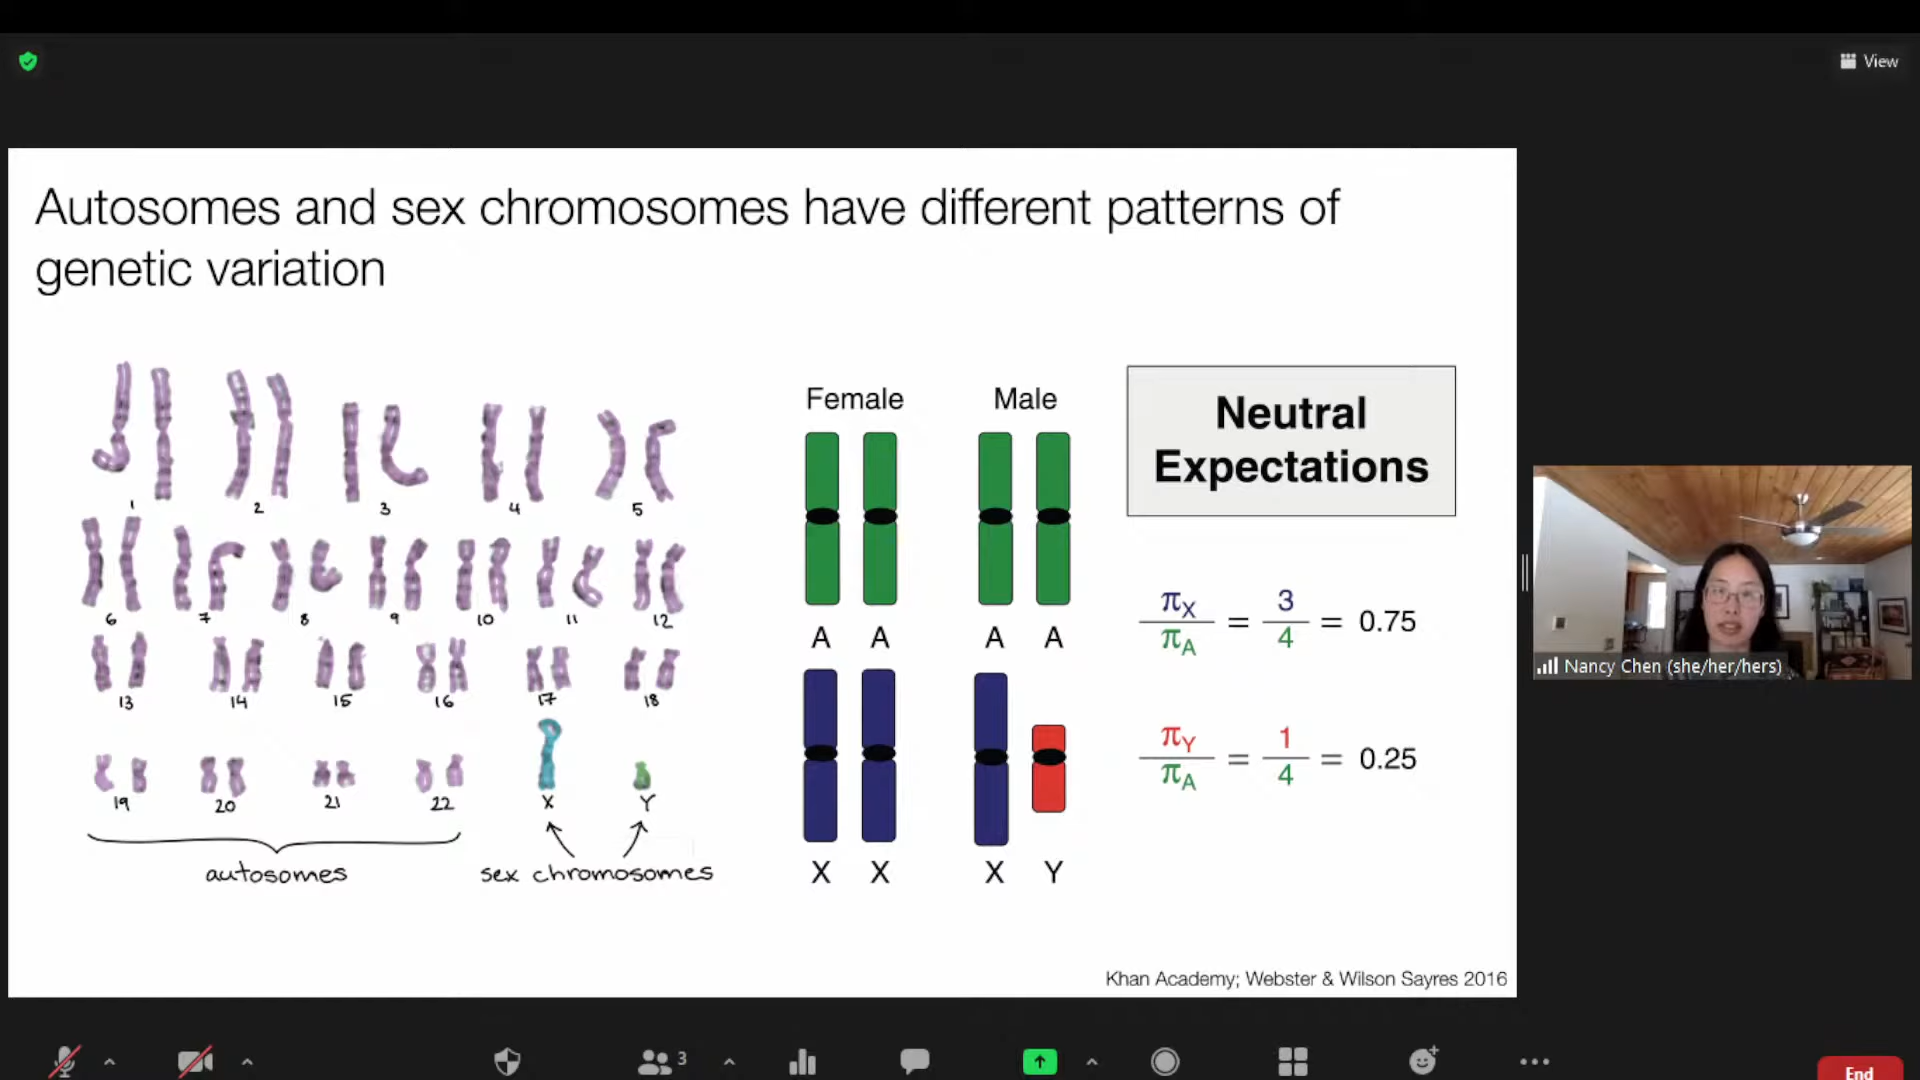 View
Autosomes and sex chromosomes have different patterns of
genetic variation
1 2 3 4 5
6 7 8 9 10 11 12
13 14 15 16 17 18
19 20 21 22 X Y
autosomes
sex chromosomes
Female Male
A A A A
X X X Y
Neutral
Expectations
πX/πA = 3/4 = 0.75
πY/πA = 1/4 = 0.25
Khan Academy; Webster & Wilson Sayres 2016
Nancy Chen (she/her/hers)
3
End